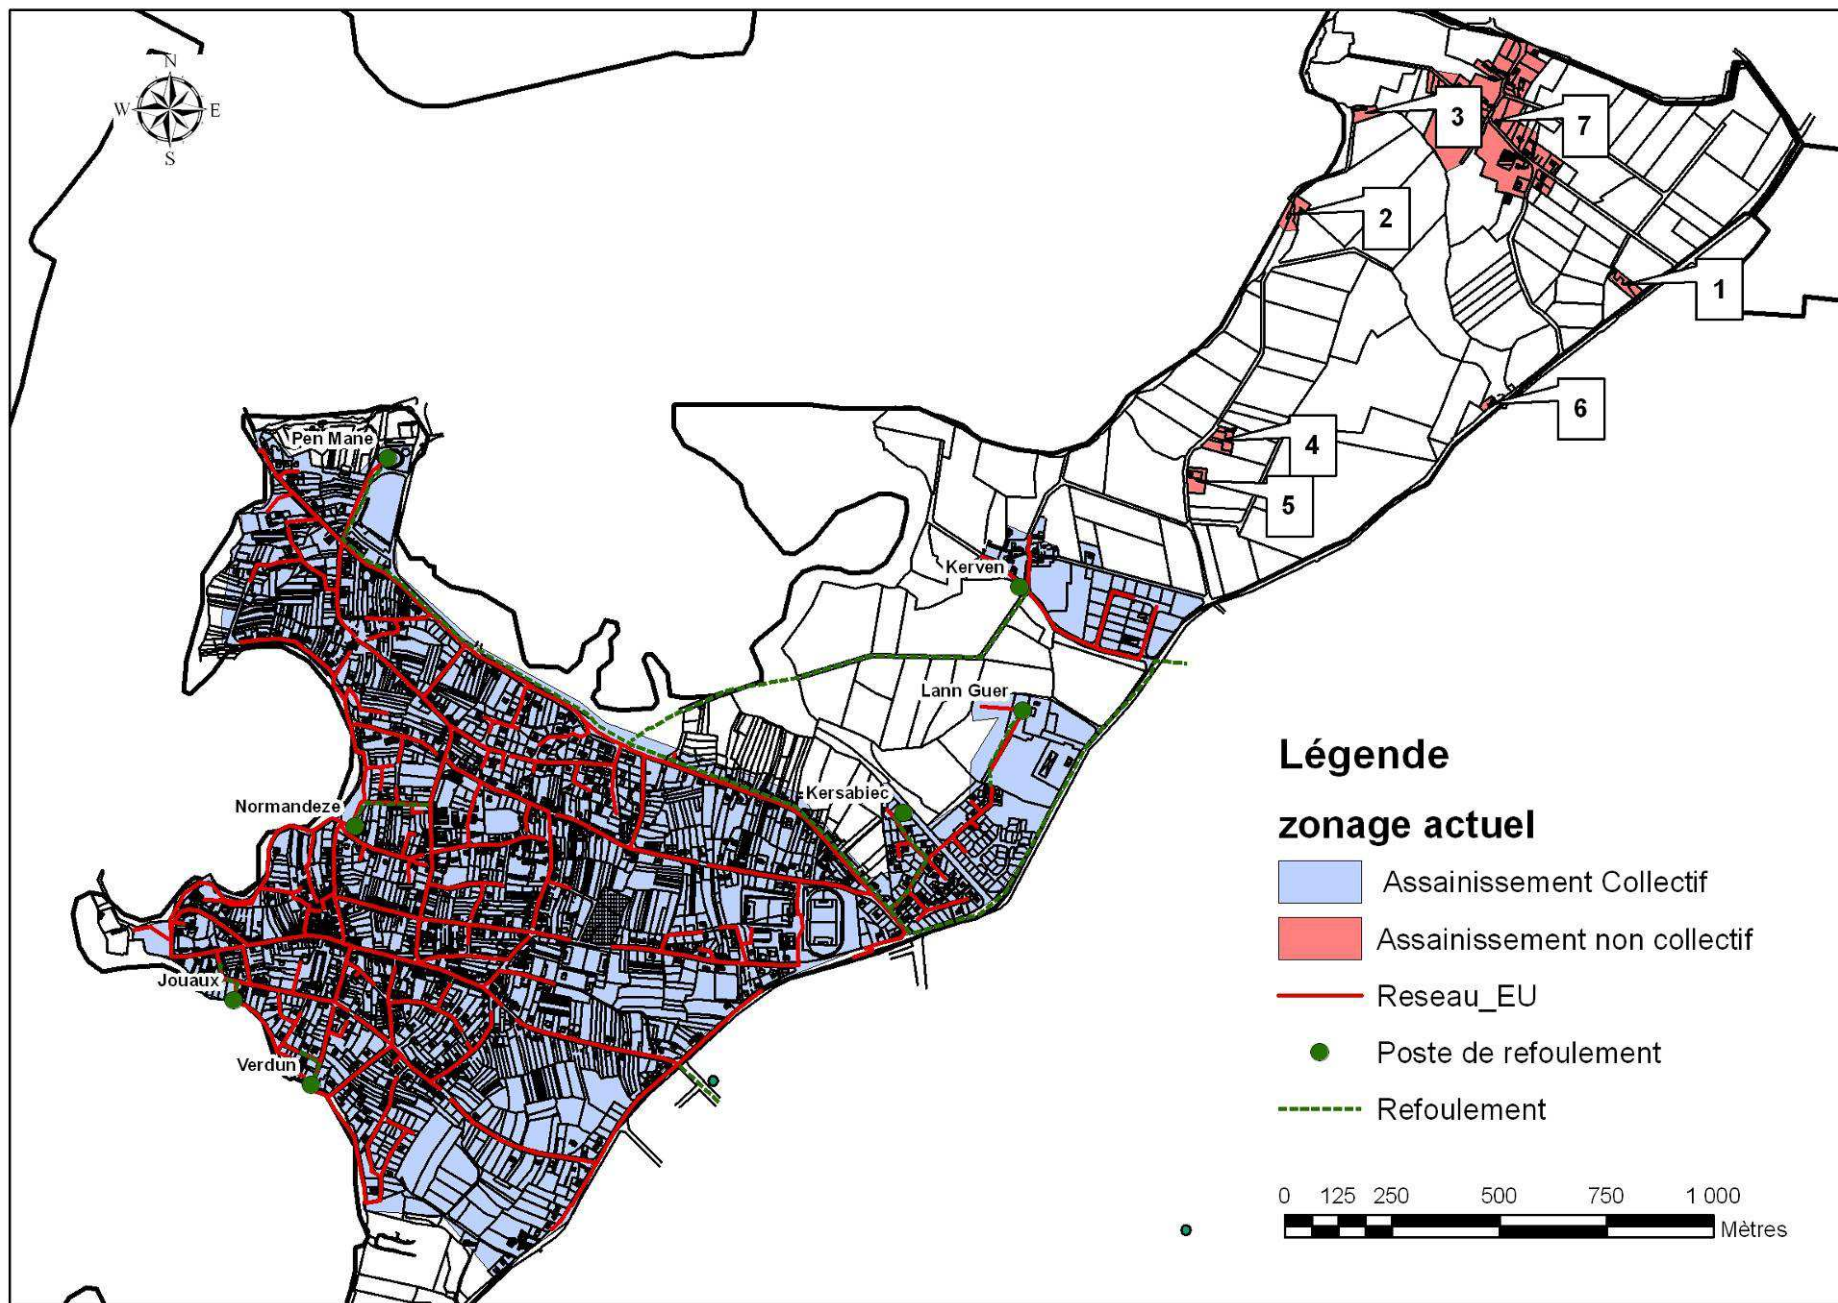 N
W E
S
3
7
2
1
6
4
5
Pen Mane
Kerven
Lann Guer
Kersabiec
Normandeze
Jouaux
Verdun
Légende
zonage actuel
Assainissement Collectif
Assainissement non collectif
Reseau_EU
Poste de refoulement
Refoulement
0 125 250 500 750 1 000
Mètres